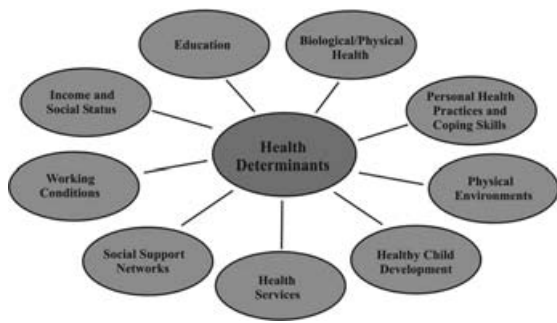 Education
Biological/Physical
Health
Income and
Social Status
Personal Health
Practices and
Coping Skills
Health
Determinants
Working
Conditions
Physical
Environments
Social Support
Networks
Health
Services
Healthy Child
Development